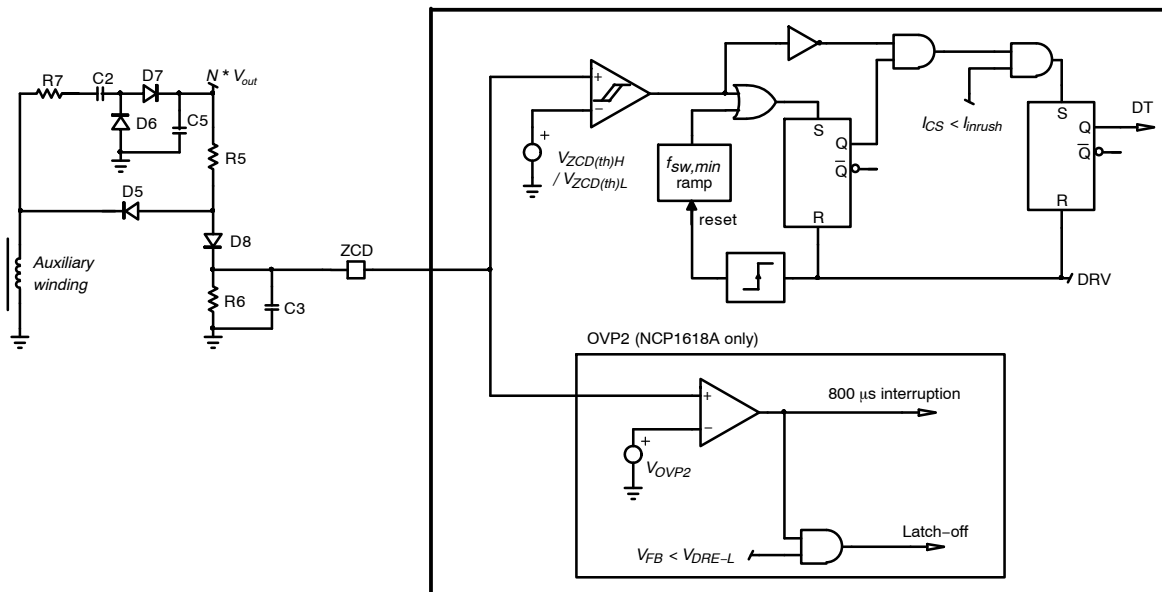 R7
C2
D7
N * Vout
D6
C5
R5
D5
D8
Auxiliary
winding
R6
C3
ZCD
+
−
+
VZCD(th)H
/ VZCD(th)L
fsw,min
ramp
reset
S
Q
Q
R
ICS < Iinrush
S
Q
Q
R
DT
DRV
OVP2 (NCP1618A only)
+
−
+
VOVP2
800 μs interruption
VFB < VDRE−L
Latch−off